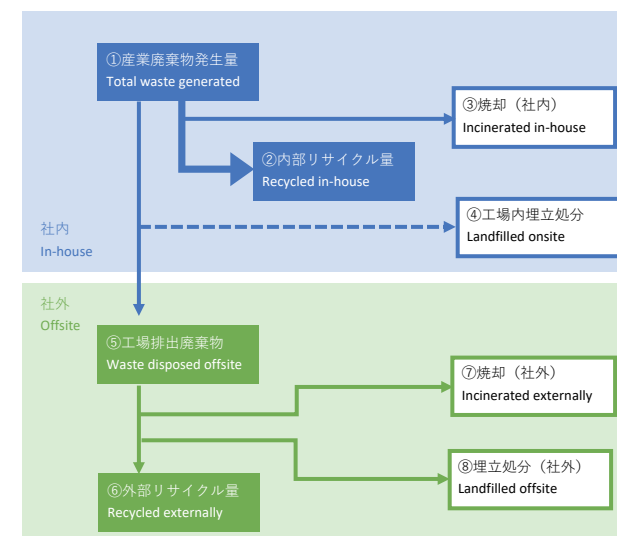 ①産業廃棄物発生量
Total waste generated
③焼却（社内）
Incinerated in-house
②内部リサイクル量
Recycled in-house
④工場内埋立処分
Landfilled onsite
社内
In-house
社外
Offsite
⑤工場排出廃棄物
Waste disposed offsite
⑦焼却（社外）
Incinerated externally
⑧埋立処分（社外）
Landfilled offsite
⑥外部リサイクル量
Recycled externally